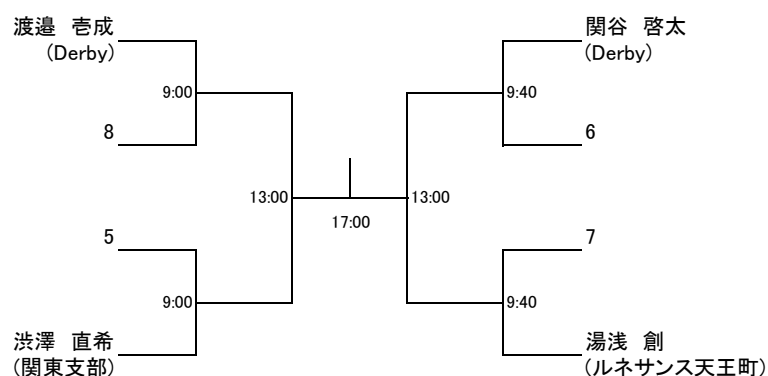 渡邉 壱成
(Derby)
9:00
8
5
9:00
渋澤 直希
(関東支部)
13:00
17:00
13:00
関谷 啓太
(Derby)
9:40
6
7
9:40
湯浅 創
(ルネサンス天王町)